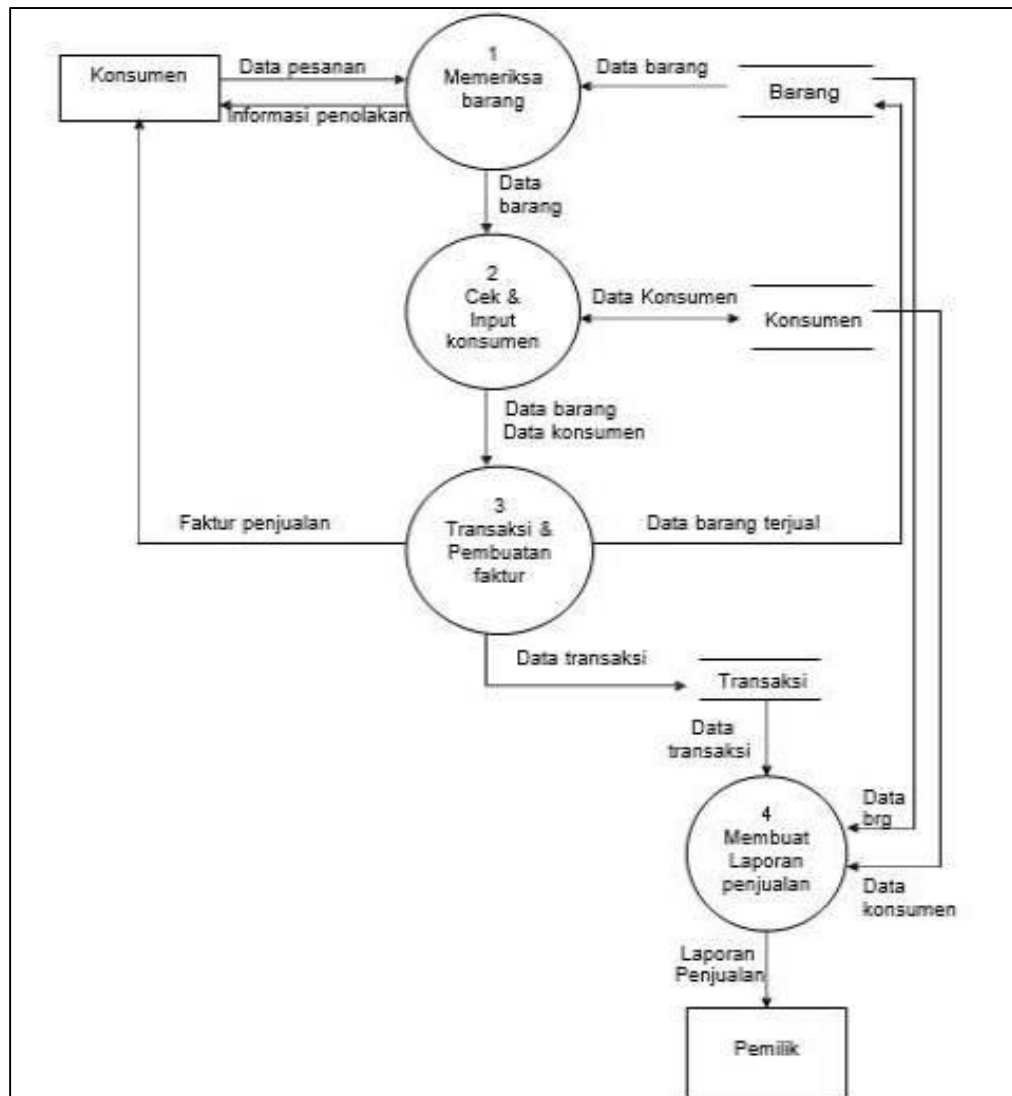 Konsumen
Data pesanan
Informasi penolakan
1
Memeriksa
barang
Data barang
Barang
Data
barang
2
Cek &
Input
konsumen
Data Konsumen
Konsumen
Data barang
Data konsumen
3
Transaksi &
Pembuatan
faktur
Faktur penjualan
Data barang terjual
Data transaksi
Transaksi
Data
transaksi
4
Membuat
Laporan
penjualan
Data
brg
Data
konsumen
Laporan
Penjualan
Pemilik